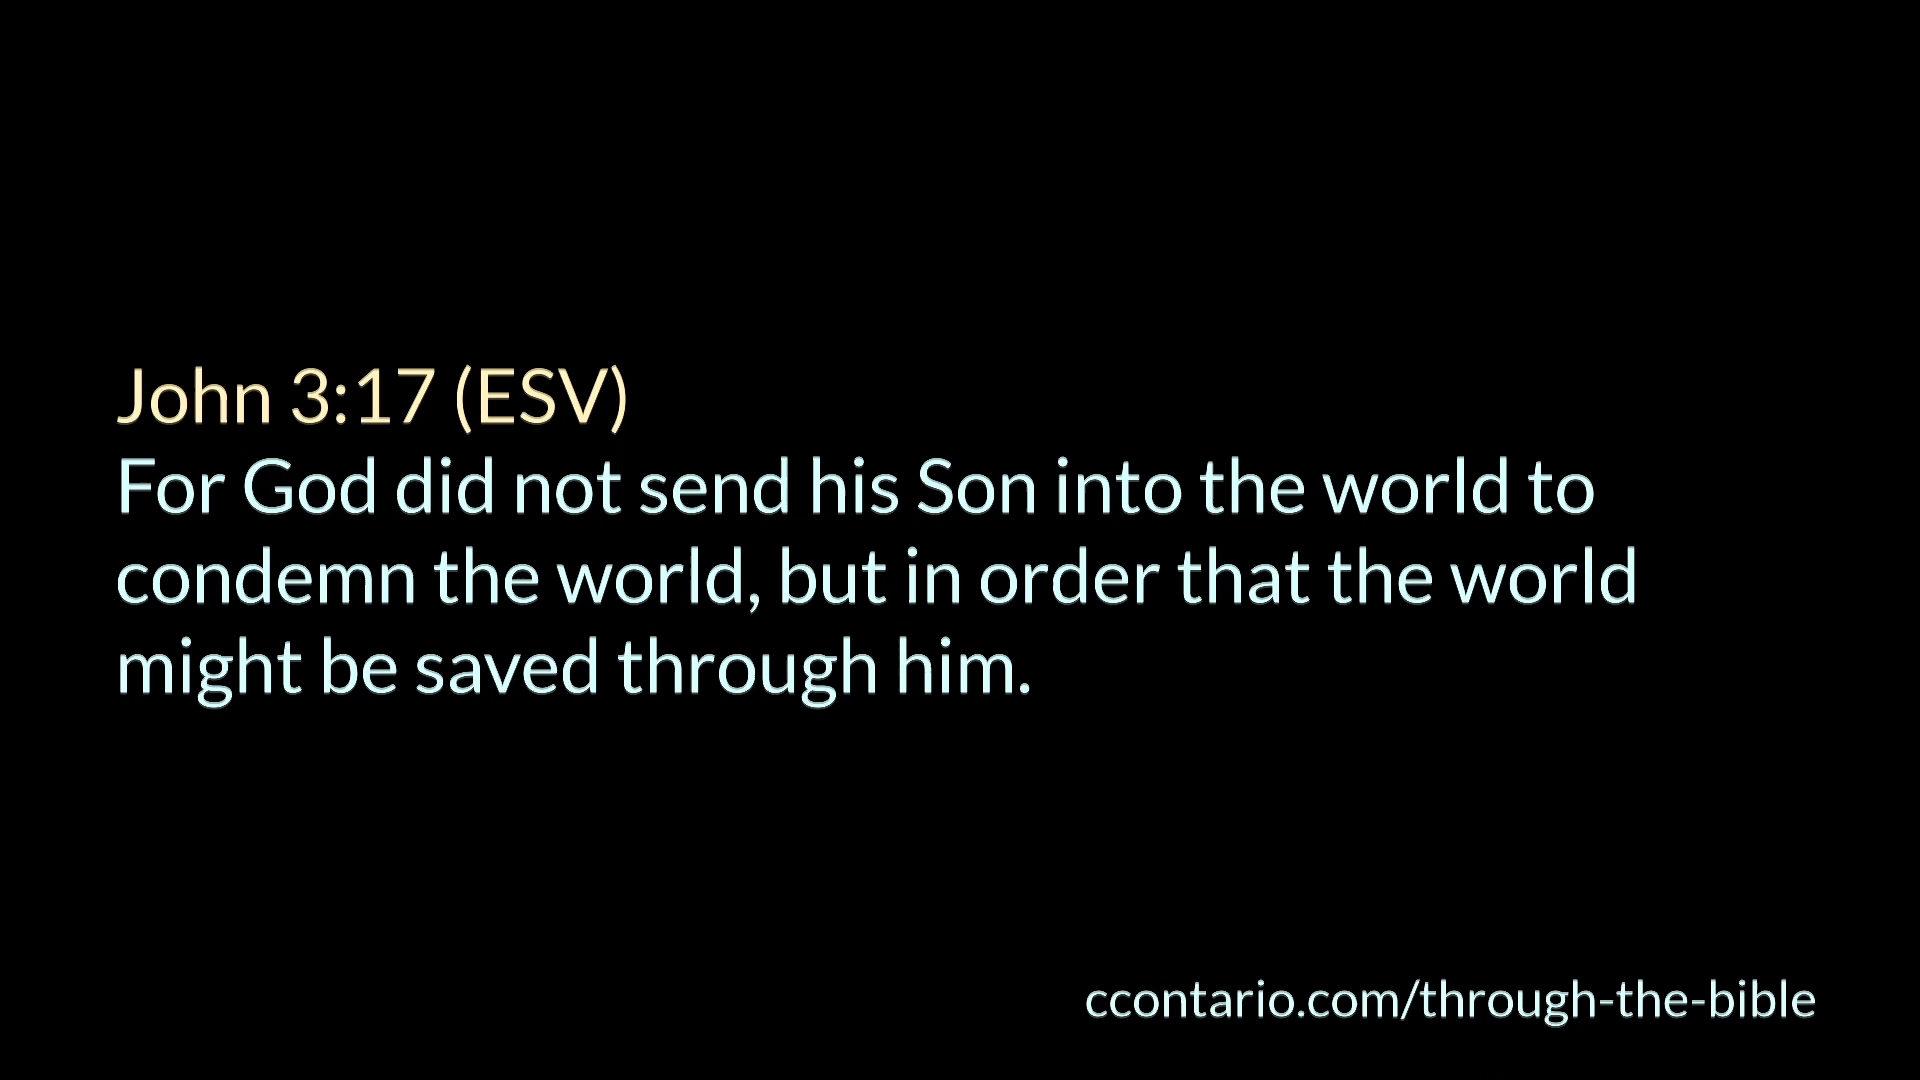 John 3:17 (ESV)
For God did not send his Son into the world to
condemn the world, but in order that the world
might be saved through him.
ccontario.com/through-the-bible